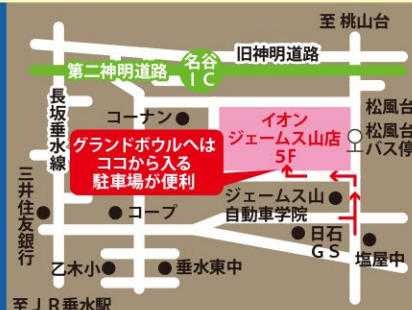 至 桃山台
旧神明道路
名谷
IC
第二神明道路
長坂垂水線
コーナン
イオン
ジェームス山店
5F
松風台
松風台
バス停
グランドボウルへは
ココから入る
駐車場が便利
三井住友銀行
コープ
ジェームス山
自動車学院
日石
GS
塩屋中
乙木小
垂水東中
至JR垂水駅